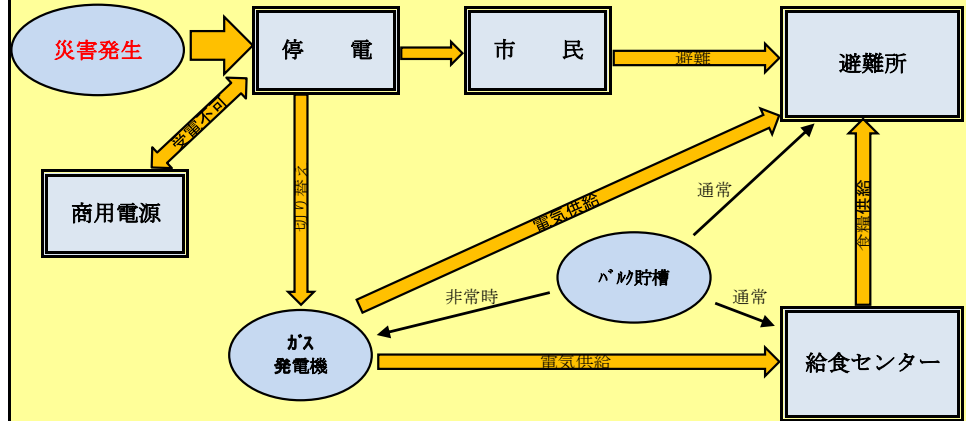 災害発生
停　　電
市　　民
避難
避難所
受電不可
商用電源
切り替え
電気供給
通常
食糧供給
ﾊﾞﾙｸ貯槽
非常時
通常
ｶﾞｽ
発電機
電気供給
給食センター